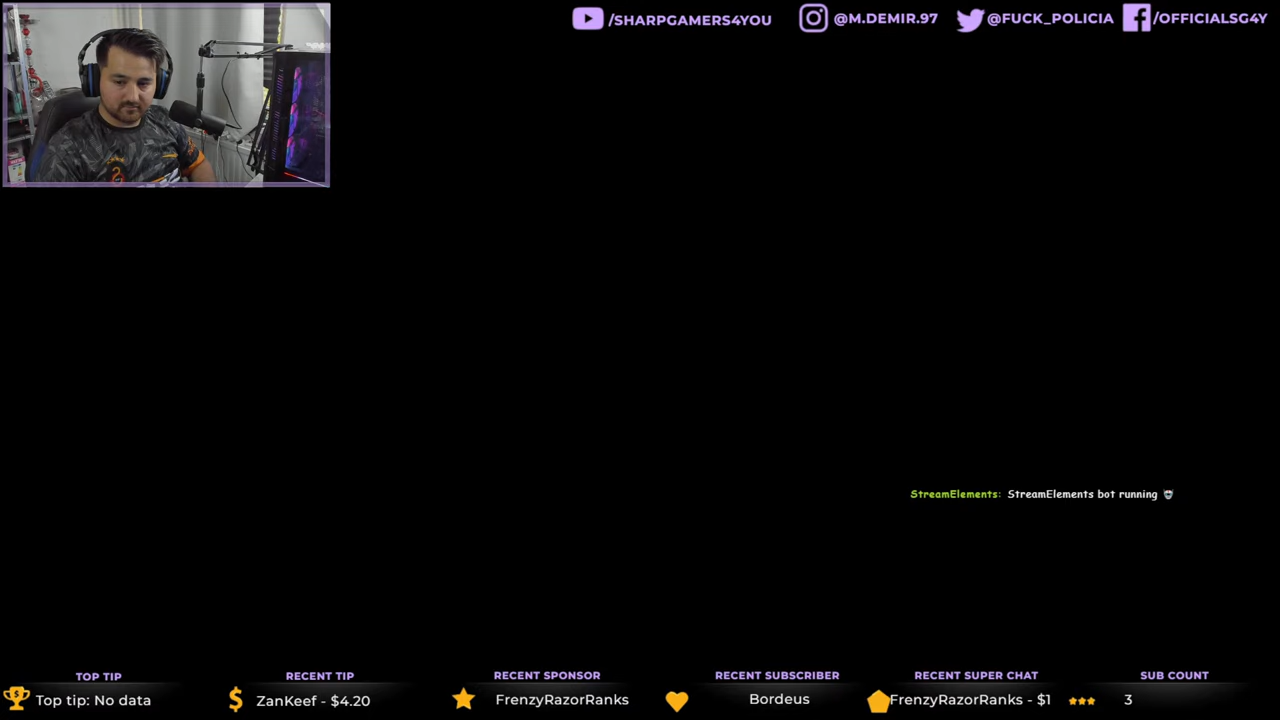 /SHARPGAMERS4YOU @M.DEMIR.97 @FUCK_POLICIA /OFFICIALSG4Y
StreamElements: StreamElements bot running
TOP TIP RECENT TIP RECENT SPONSOR RECENT SUBSCRIBER RECENT SUPER CHAT SUB COUNT
Top tip: No data ZanKeef - $4.20 FrenzyRazorRanks Bordeus FrenzyRazorRanks - $1 3